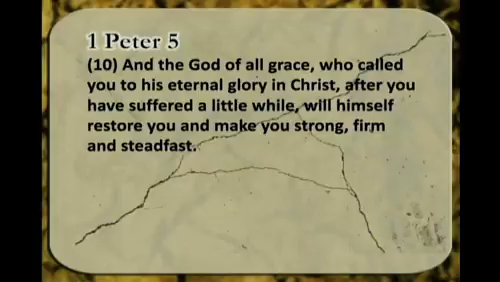 1 Peter 5
(10) And the God of all grace, who called
you to his eternal glory in Christ, after you
have suffered a little while, will himself
restore you and make you strong, firm
and steadfast.